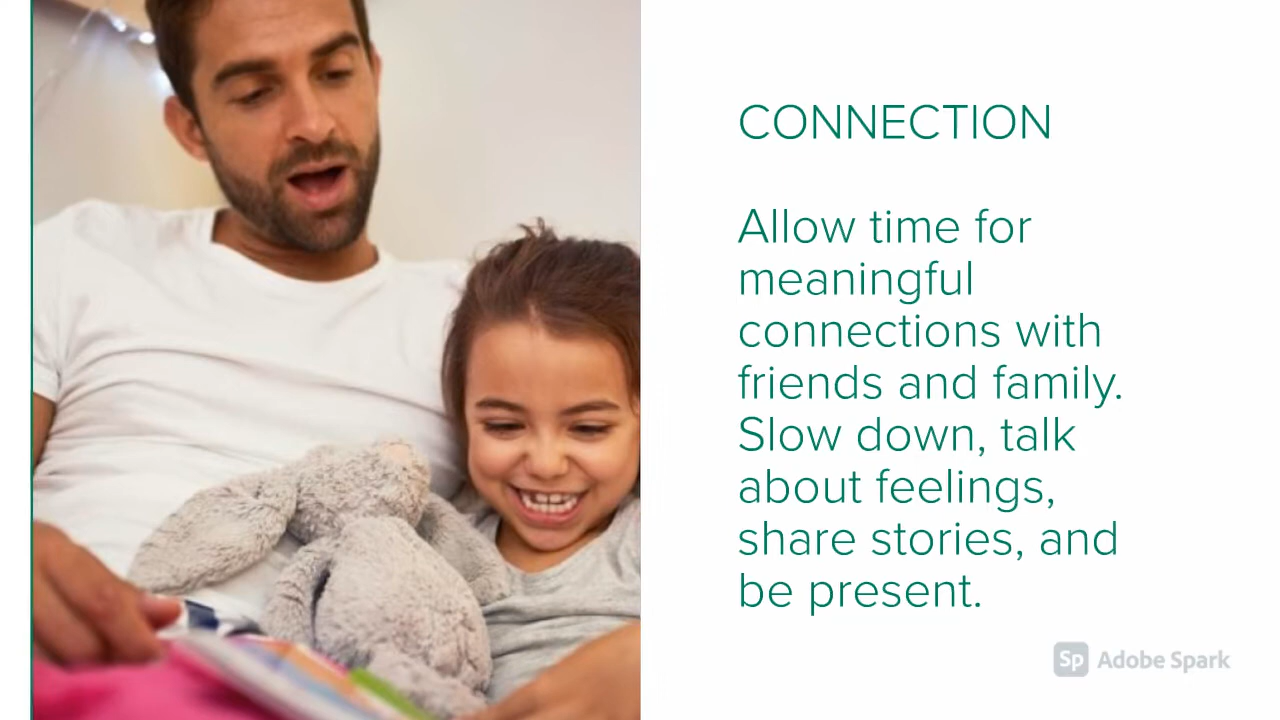 CONNECTION
Allow time for
meaningful
connections with
friends and family.
Slow down, talk
about feelings,
share stories, and
be present.
Sp Adobe Spark